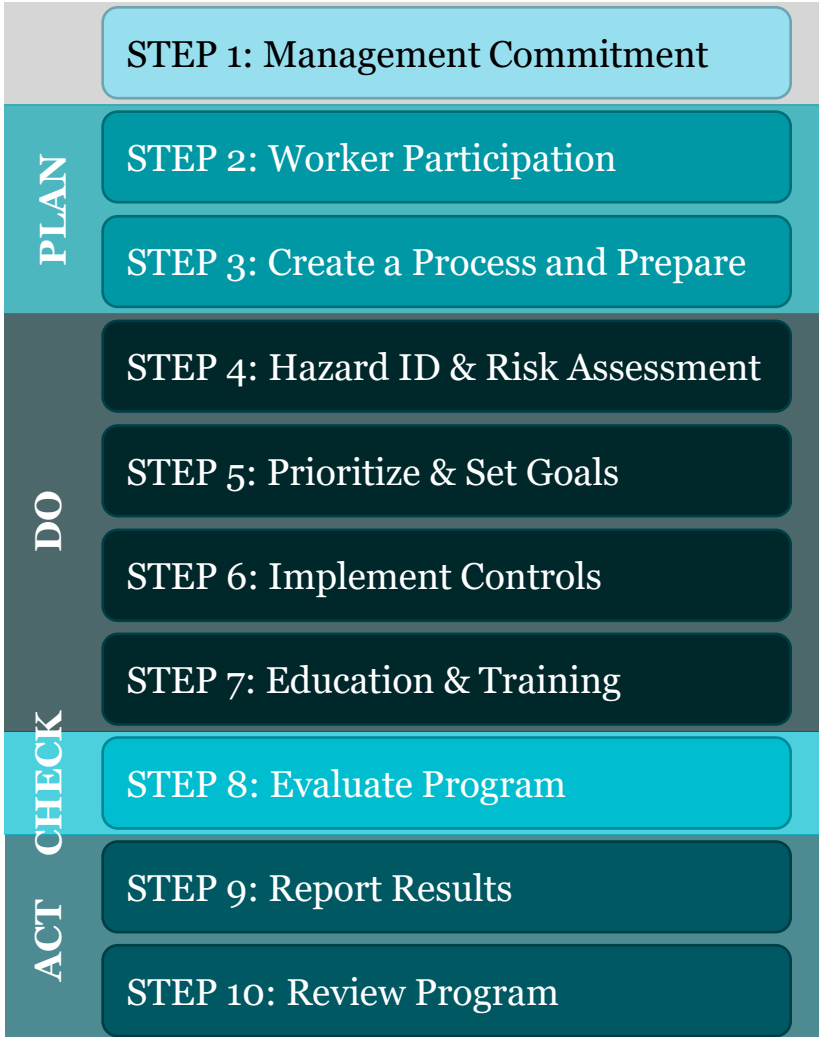 STEP 1: Management Commitment
PLAN
STEP 2: Worker Participation
STEP 3: Create a Process and Prepare
DO
STEP 4: Hazard ID & Risk Assessment
STEP 5: Prioritize & Set Goals
STEP 6: Implement Controls
STEP 7: Education & Training
CHECK
STEP 8: Evaluate Program
ACT
STEP 9: Report Results
STEP 10: Review Program